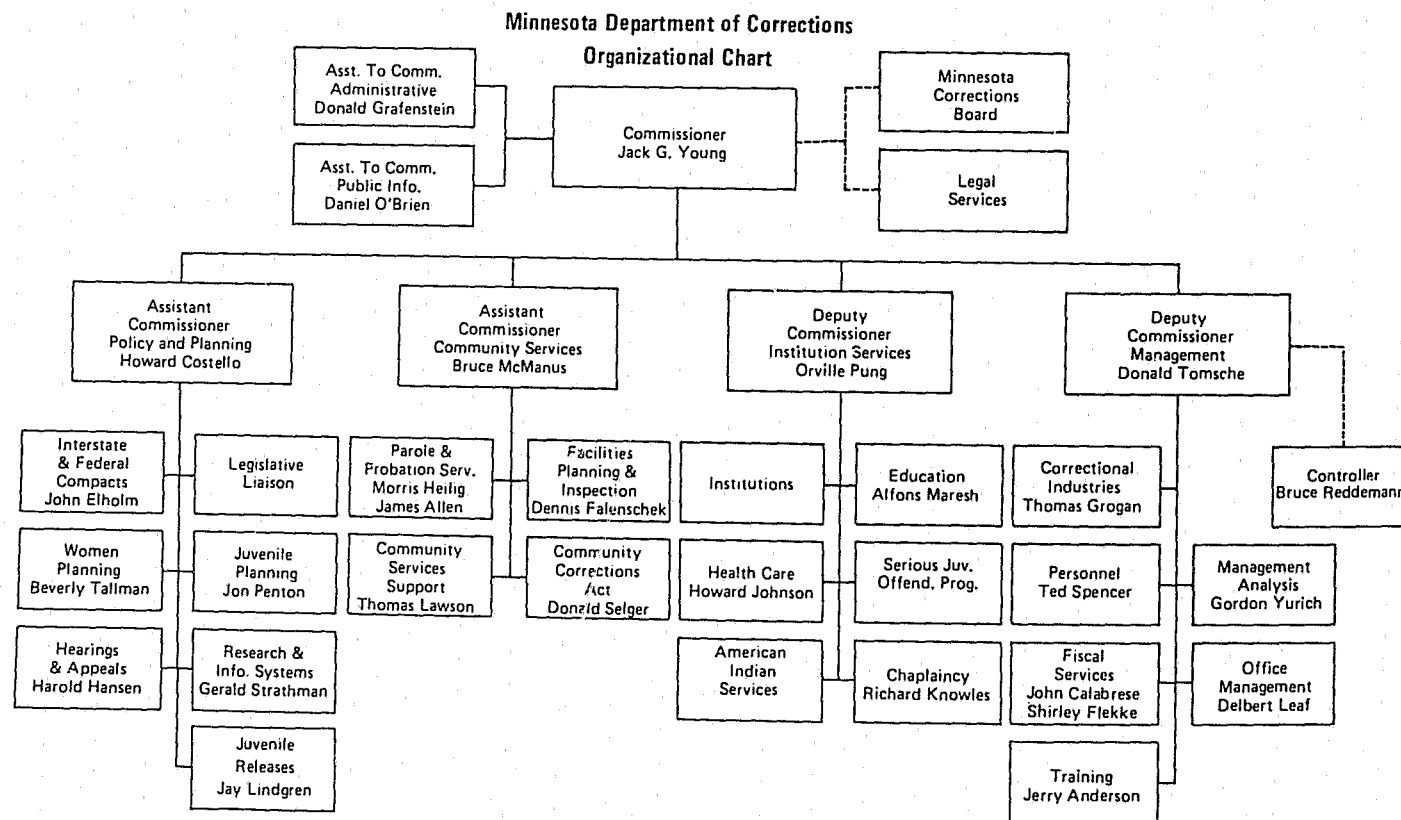 Minnesota Department of Corrections
Organizational Chart
Asst. To Comm.
Administrative
Donald Grafenstein
Asst. To Comm.
Public Info.
Daniel O'Brien
Commissioner
Jack G. Young
Minnesota
Corrections
Board
Legal
Services
Assistant
Commissioner
Policy and Planning
Howard Costello
Assistant
Commissioner
Community Services
Bruce McManus
Deputy
Commissioner
Institution Services
Orville Pung
Deputy
Commissioner
Management
Donald Tomsche
Interstate
& Federal
Compacts
John Elholm
Legislative
Liaison
Parole &
Probation Serv.
Morris Heilig
James Allen
Facilities
Planning &
Inspection
Dennis Falenschek
Institutions
Education
Alfons Maresh
Correctional
Industries
Thomas Grogan
Controller
Bruce Reddemann
Women
Planning
Beverly Tallman
Juvenile
Planning
Jon Penton
Community
Services
Support
Thomas Lawson
Community
Corrections
Act
Donald Selger
Health Care
Howard Johnson
Serious Juv.
Offend. Prog.
Personnel
Ted Spencer
Management
Analysis
Gordon Yurich
Hearings
& Appeals
Harold Hansen
Research &
Info. Systems
Gerald Strathman
American
Indian
Services
Chaplaincy
Richard Knowles
Fiscal
Services
John Calabrese
Shirley Flekke
Office
Management
Delbert Leaf
Juvenile
Releases
Jay Lindgren
Training
Jerry Anderson